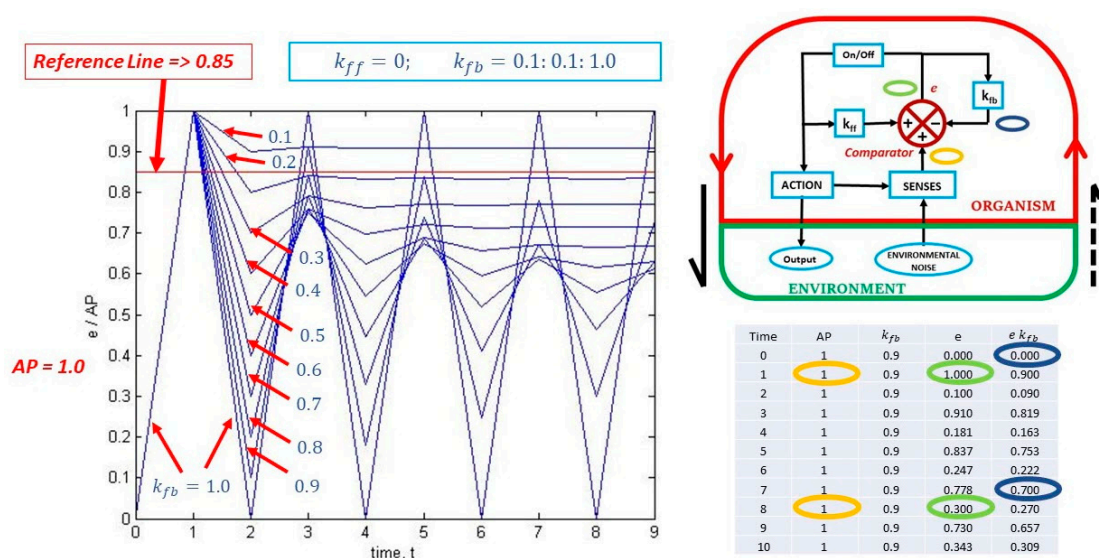 Reference Line => 0.85
k_ff = 0; k_fb = 0.1: 0.1: 1.0
1
0.9
0.8
0.7
0.6
0.5
0.4
0.3
0.2
0.1
0
e / AP
AP = 1.0
0.1
0.2
0.3
0.4
0.5
0.6
0.7
0.8
0.9
k_fb = 1.0
0 1 2 3 4 5 6 7 8 9
time, t
On/Off
e
k_fb
k_ff
+ −
+
Comparator
ACTION SENSES
ORGANISM
Output ENVIRONMENTAL
NOISE
ENVIRONMENT
Time AP k_fb e e k_fb
0 1 0.9 0.000 0.000
1 1 0.9 1.000 0.900
2 1 0.9 0.100 0.090
3 1 0.9 0.910 0.819
4 1 0.9 0.181 0.163
5 1 0.9 0.837 0.753
6 1 0.9 0.247 0.222
7 1 0.9 0.778 0.700
8 1 0.9 0.300 0.270
9 1 0.9 0.730 0.657
10 1 0.9 0.343 0.309